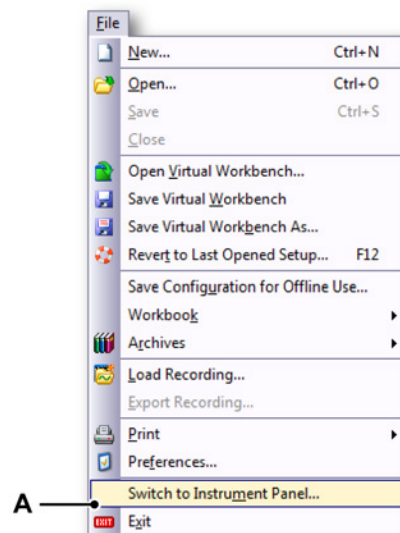 File
New... Ctrl+N
Open... Ctrl+O
Save Ctrl+S
Close
Open Virtual Workbench...
Save Virtual Workbench
Save Virtual Workbench As...
Revert to Last Opened Setup... F12
Save Configuration for Offline Use...
Workbook
Archives
Load Recording...
Export Recording...
Print
Preferences...
A Switch to Instrument Panel...
EXIT Exit